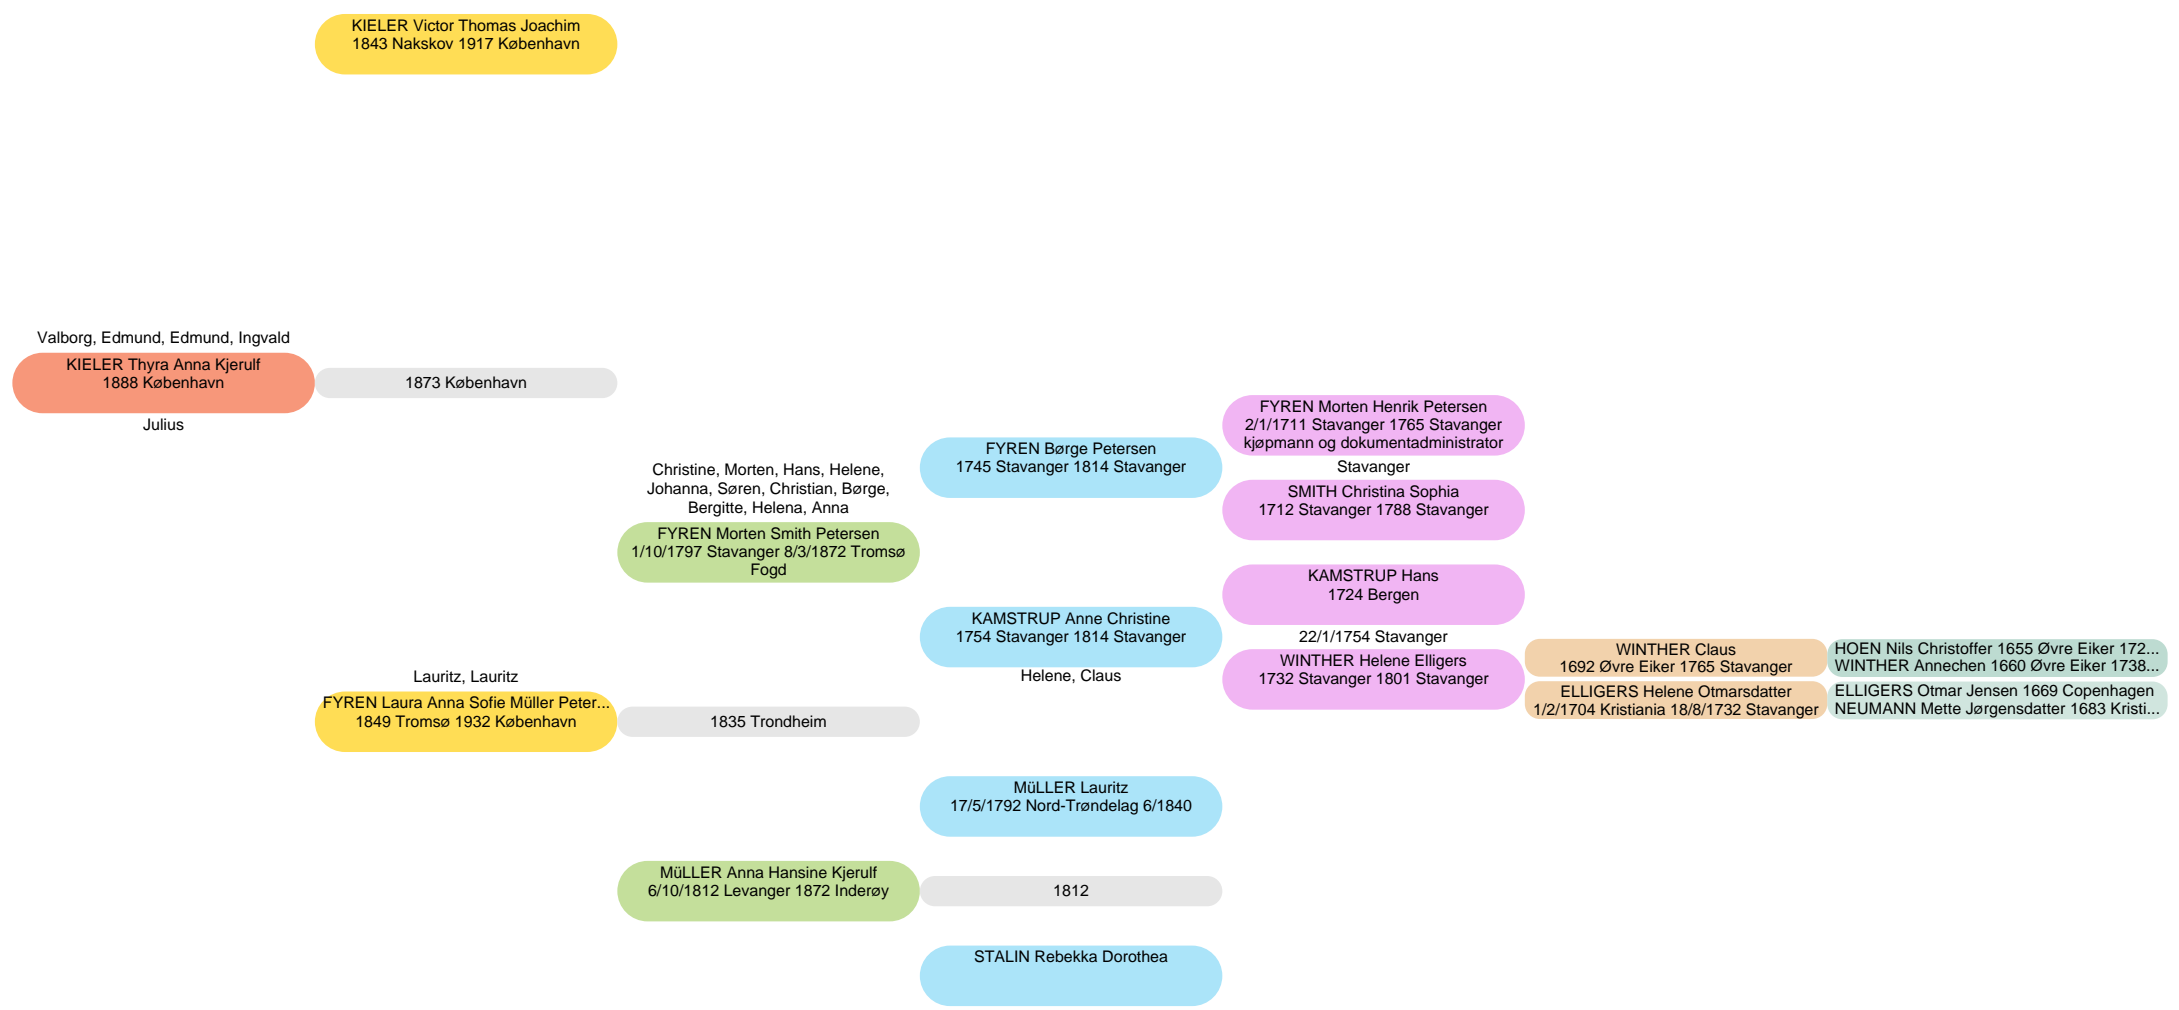 KIELER Victor Thomas Joachim
1843 Nakskov 1917 København
Valborg, Edmund, Edmund, Ingvald
KIELER Thyra Anna Kjerulf
1888 København
Julius
1873 København
Lauritz, Lauritz
FYREN Laura Anna Sofie Müller Peter...
1849 Tromsø 1932 København
Christine, Morten, Hans, Helene,
Johanna, Søren, Christian, Børge,
Bergitte, Helena, Anna
FYREN Morten Smith Petersen
1/10/1797 Stavanger 8/3/1872 Tromsø
Fogd
1835 Trondheim
MüLLER Anna Hansine Kjerulf
6/10/1812 Levanger 1872 Inderøy
FYREN Børge Petersen
1745 Stavanger 1814 Stavanger
KAMSTRUP Anne Christine
1754 Stavanger 1814 Stavanger
Helene, Claus
MüLLER Lauritz
17/5/1792 Nord-Trøndelag 6/1840
1812
STALIN Rebekka Dorothea
FYREN Morten Henrik Petersen
2/1/1711 Stavanger 1765 Stavanger
kjøpmann og dokumentadministrator
Stavanger
SMITH Christina Sophia
1712 Stavanger 1788 Stavanger
KAMSTRUP Hans
1724 Bergen
22/1/1754 Stavanger
WINTHER Helene Elligers
1732 Stavanger 1801 Stavanger
WINTHER Claus
1692 Øvre Eiker 1765 Stavanger
ELLIGERS Helene Otmarsdatter
1/2/1704 Kristiania 18/8/1732 Stavanger
HOEN Nils Christoffer 1655 Øvre Eiker 172...
WINTHER Annechen 1660 Øvre Eiker 1738...
ELLIGERS Otmar Jensen 1669 Copenhagen
NEUMANN Mette Jørgensdatter 1683 Kristi...